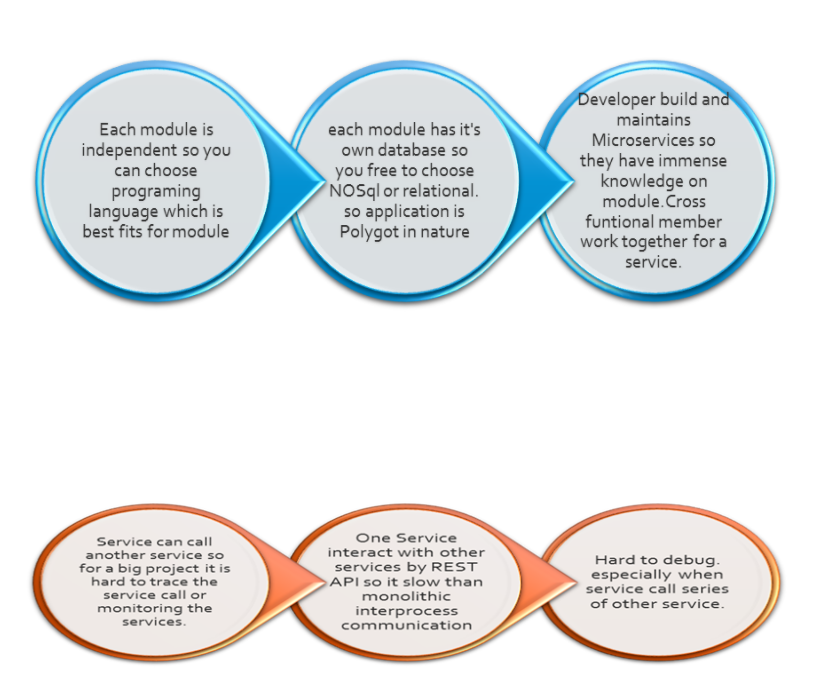 Each module is
independent so you
can choose
programing
language which is
best fits for module
each module has it's
own database so
you free to choose
NOSql or relational.
so application is
Polygot in nature
Developer build and
maintains
Microservices so
they have immense
knowledge on
module.Cross
funtional member
work together for a
service.
Service can call
another service so
for a big project it is
hard to trace the
service call or
monitoring the
services.
One Service
interact with other
services by REST
API so it slow than
monolithic
interprocess
communication
Hard to debug.
especially when
service call series
of other service.